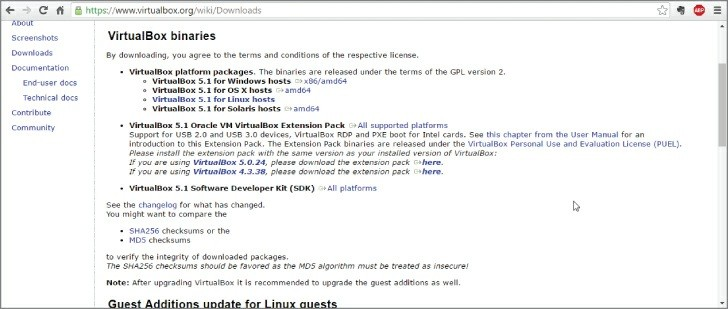 https://www.virtualbox.org/wiki/Downloads
ABP
About
Screenshots
Downloads
Documentation
End-user docs
Technical docs
Contribute
Community
VirtualBox binaries
By downloading, you agree to the terms and conditions of the respective license.
• VirtualBox platform packages. The binaries are released under the terms of the GPL version 2.
VirtualBox 5.1 for Windows hosts x86/amd64
VirtualBox 5.1 for OS X hosts amd64
VirtualBox 5.1 for Linux hosts
VirtualBox 5.1 for Solaris hosts amd64
• VirtualBox 5.1 Oracle VM VirtualBox Extension Pack All supported platforms
Support for USB 2.0 and USB 3.0 devices, VirtualBox RDP and PXE boot for Intel cards. See this chapter from the User Manual for an
introduction to this Extension Pack. The Extension Pack binaries are released under the VirtualBox Personal Use and Evaluation License (PUEL).
Please install the extension pack with the same version as your installed version of VirtualBox:
If you are using VirtualBox 5.0.24, please download the extension pack here.
If you are using VirtualBox 4.3.38, please download the extension pack here.
• VirtualBox 5.1 Software Developer Kit (SDK) All platforms
See the changelog for what has changed.
You might want to compare the
• SHA256 checksums or the
• MD5 checksums
to verify the integrity of downloaded packages.
The SHA256 checksums should be favored as the MD5 algorithm must be treated as insecure!
Note: After upgrading VirtualBox it is recommended to upgrade the guest additions as well.
Guest Additions update for Linux guests